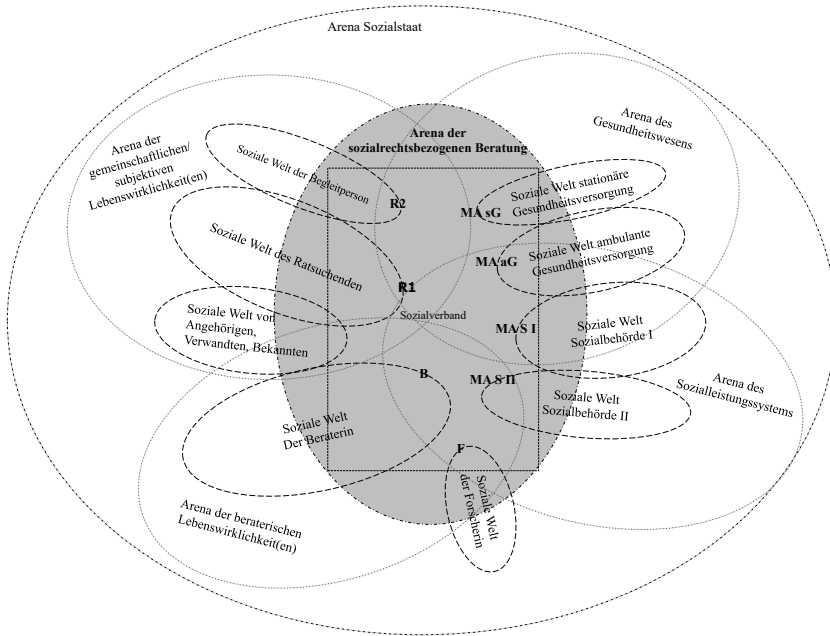 Arena Sozialstaat
Arena der
gemeinschaftlichen/
subjektiven
Lebenswirklichkeit(en)
Arena der
sozialrechtsbezogenen Beratung
Arena des
Gesundheitswesens
Soziale Welt der Begleitperson
R2
Soziale Welt stationäre
Gesundheitsversorgung
MA sG
Soziale Welt des Ratsuchenden
R1
Soziale Welt ambulante
Gesundheitsversorgung
MA aG
Sozialverband
Soziale Welt von
Angehörigen,
Verwandten, Bekannten
MA S I
Soziale Welt
Sozialbehörde I
B
MA S II
Soziale Welt
Sozialbehörde II
Arena des
Sozialleistungssystems
Soziale Welt
Der Beraterin
F
Soziale Welt
der Forscherin
Arena der beraterischen
Lebenswirklichkeit(en)